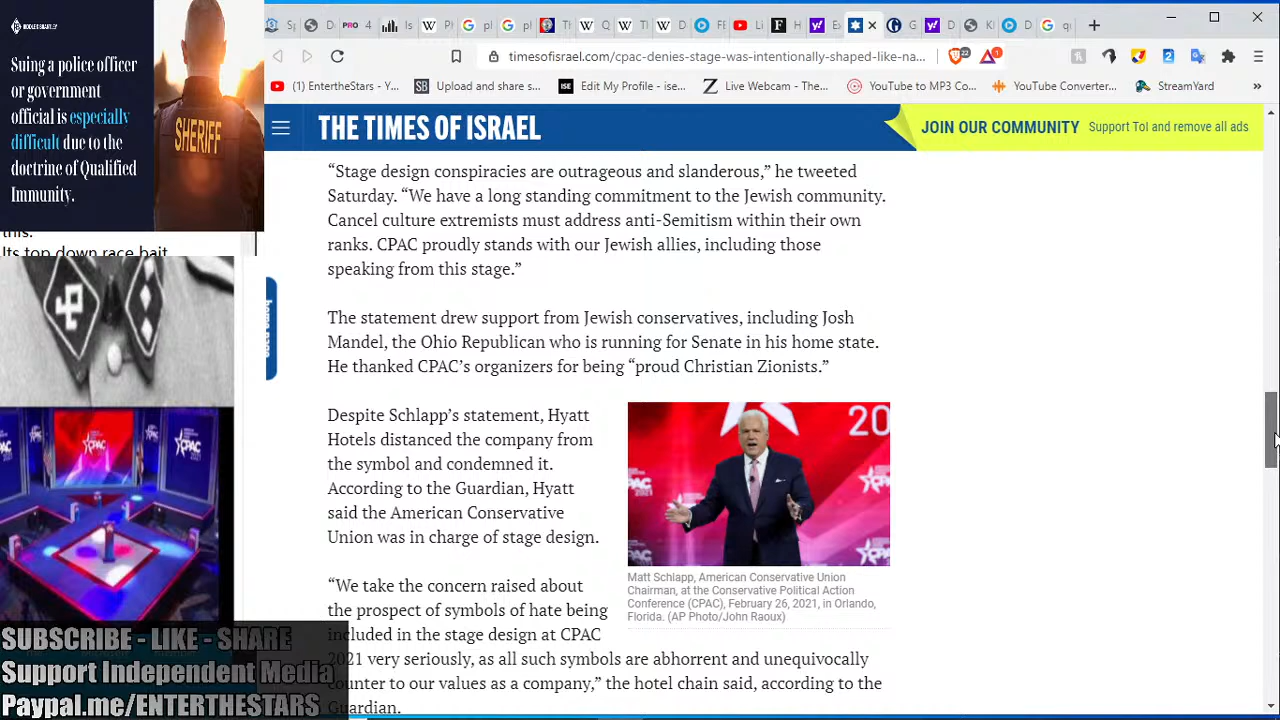 Suing a police officer
or government
official is especially
difficult due to the
doctrine of Qualified
Immunity.
SHERIFF
this.
Its top down race bait
CPAC
SUBSCRIBE - LIKE - SHARE
Support Independent Media
Paypal.me/ENTERTHESTARS
timesofisrael.com/cpac-denies-stage-was-intentionally-shaped-like-na...
22
1
(1) EntertheStars - Y...
Upload and share s...
Edit My Profile - ise...
Live Webcam - The...
YouTube to MP3 Co...
YouTube Converter...
StreamYard
THE TIMES OF ISRAEL
JOIN OUR COMMUNITY Support ToI and remove all ads
“Stage design conspiracies are outrageous and slanderous,” he tweeted
Saturday. “We have a long standing commitment to the Jewish community.
Cancel culture extremists must address anti-Semitism within their own
ranks. CPAC proudly stands with our Jewish allies, including those
speaking from this stage.”
The statement drew support from Jewish conservatives, including Josh
Mandel, the Ohio Republican who is running for Senate in his home state.
He thanked CPAC’s organizers for being “proud Christian Zionists.”
Despite Schlapp’s statement, Hyatt
Hotels distanced the company from
the symbol and condemned it.
According to the Guardian, Hyatt
said the American Conservative
Union was in charge of stage design.
Matt Schlapp, American Conservative Union
Chairman, at the Conservative Political Action
Conference (CPAC), February 26, 2021, in Orlando,
Florida. (AP Photo/John Raoux)
“We take the concern raised about
the prospect of symbols of hate being
included in the stage design at CPAC
2021 very seriously, as all such symbols are abhorrent and unequivocally
counter to our values as a company,” the hotel chain said, according to the
Guardian.